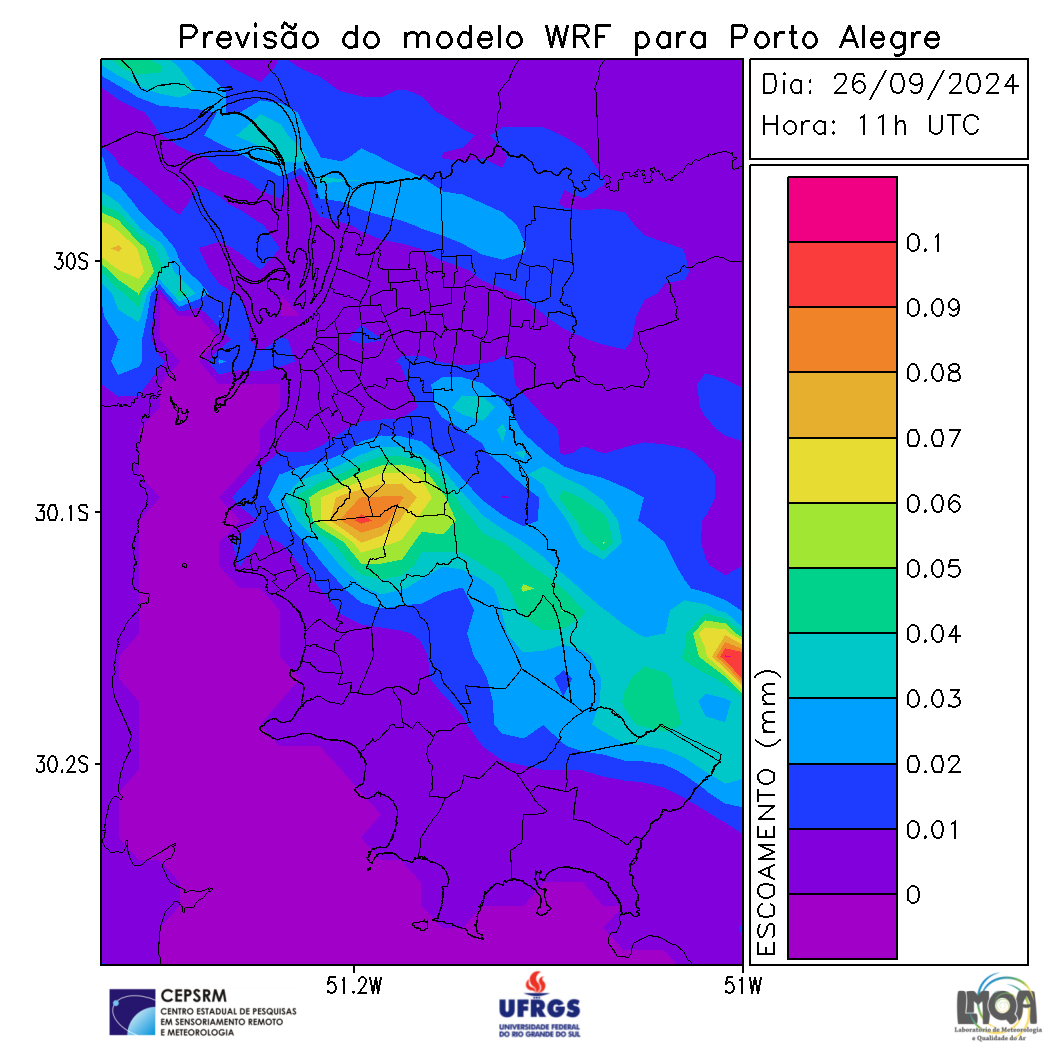 Previsão do modelo WRF para Porto Alegre
Dia: 26/09/2024
Hora: 11h UTC
0.1
0.09
0.08
0.07
0.06
0.05
0.04
0.03
0.02
0.01
0
ESCOAMENTO (mm)
30S
30.1S
30.2S
51.2W
51W
CEPSRM
CENTRO ESTADUAL DE PESQUISAS
EM SENSORIAMENTO REMOTO
E METEOROLOGIA
UFRGS
UNIVERSIDADE FEDERAL
DO RIO GRANDE DO SUL
LMQA
Laboratório de Meteorologia
e Qualidade do Ar